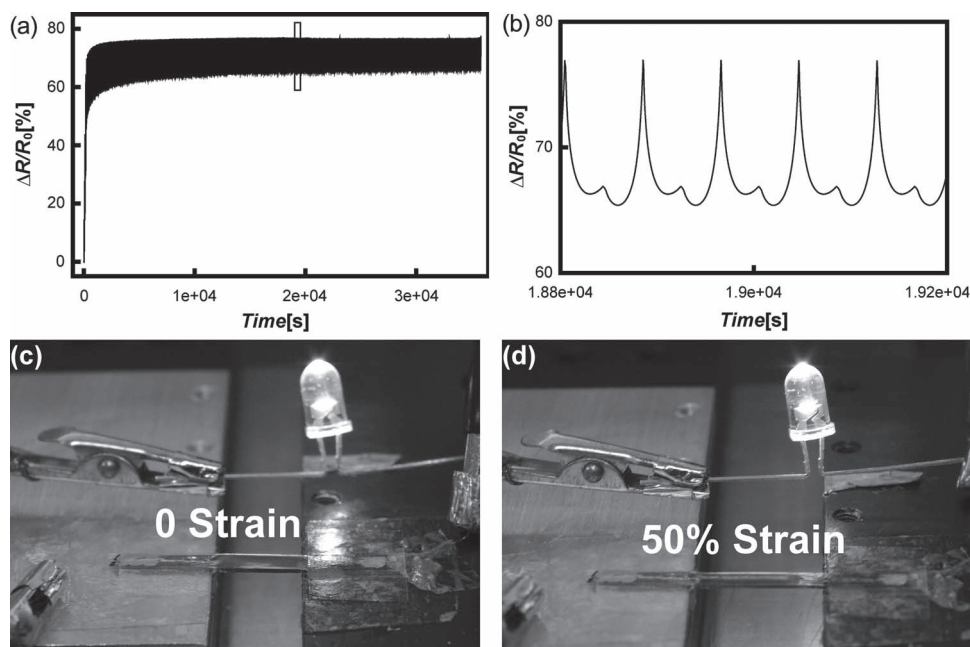 (a)
80
60
40
20
0
ΔR/R0[%]
0 1e+04 2e+04 3e+04
Time[s]
(b)
80
70
60
ΔR/R0[%]
1.88e+04 1.9e+04 1.92e+04
Time[s]
(c)
0 Strain
(d)
50% Strain